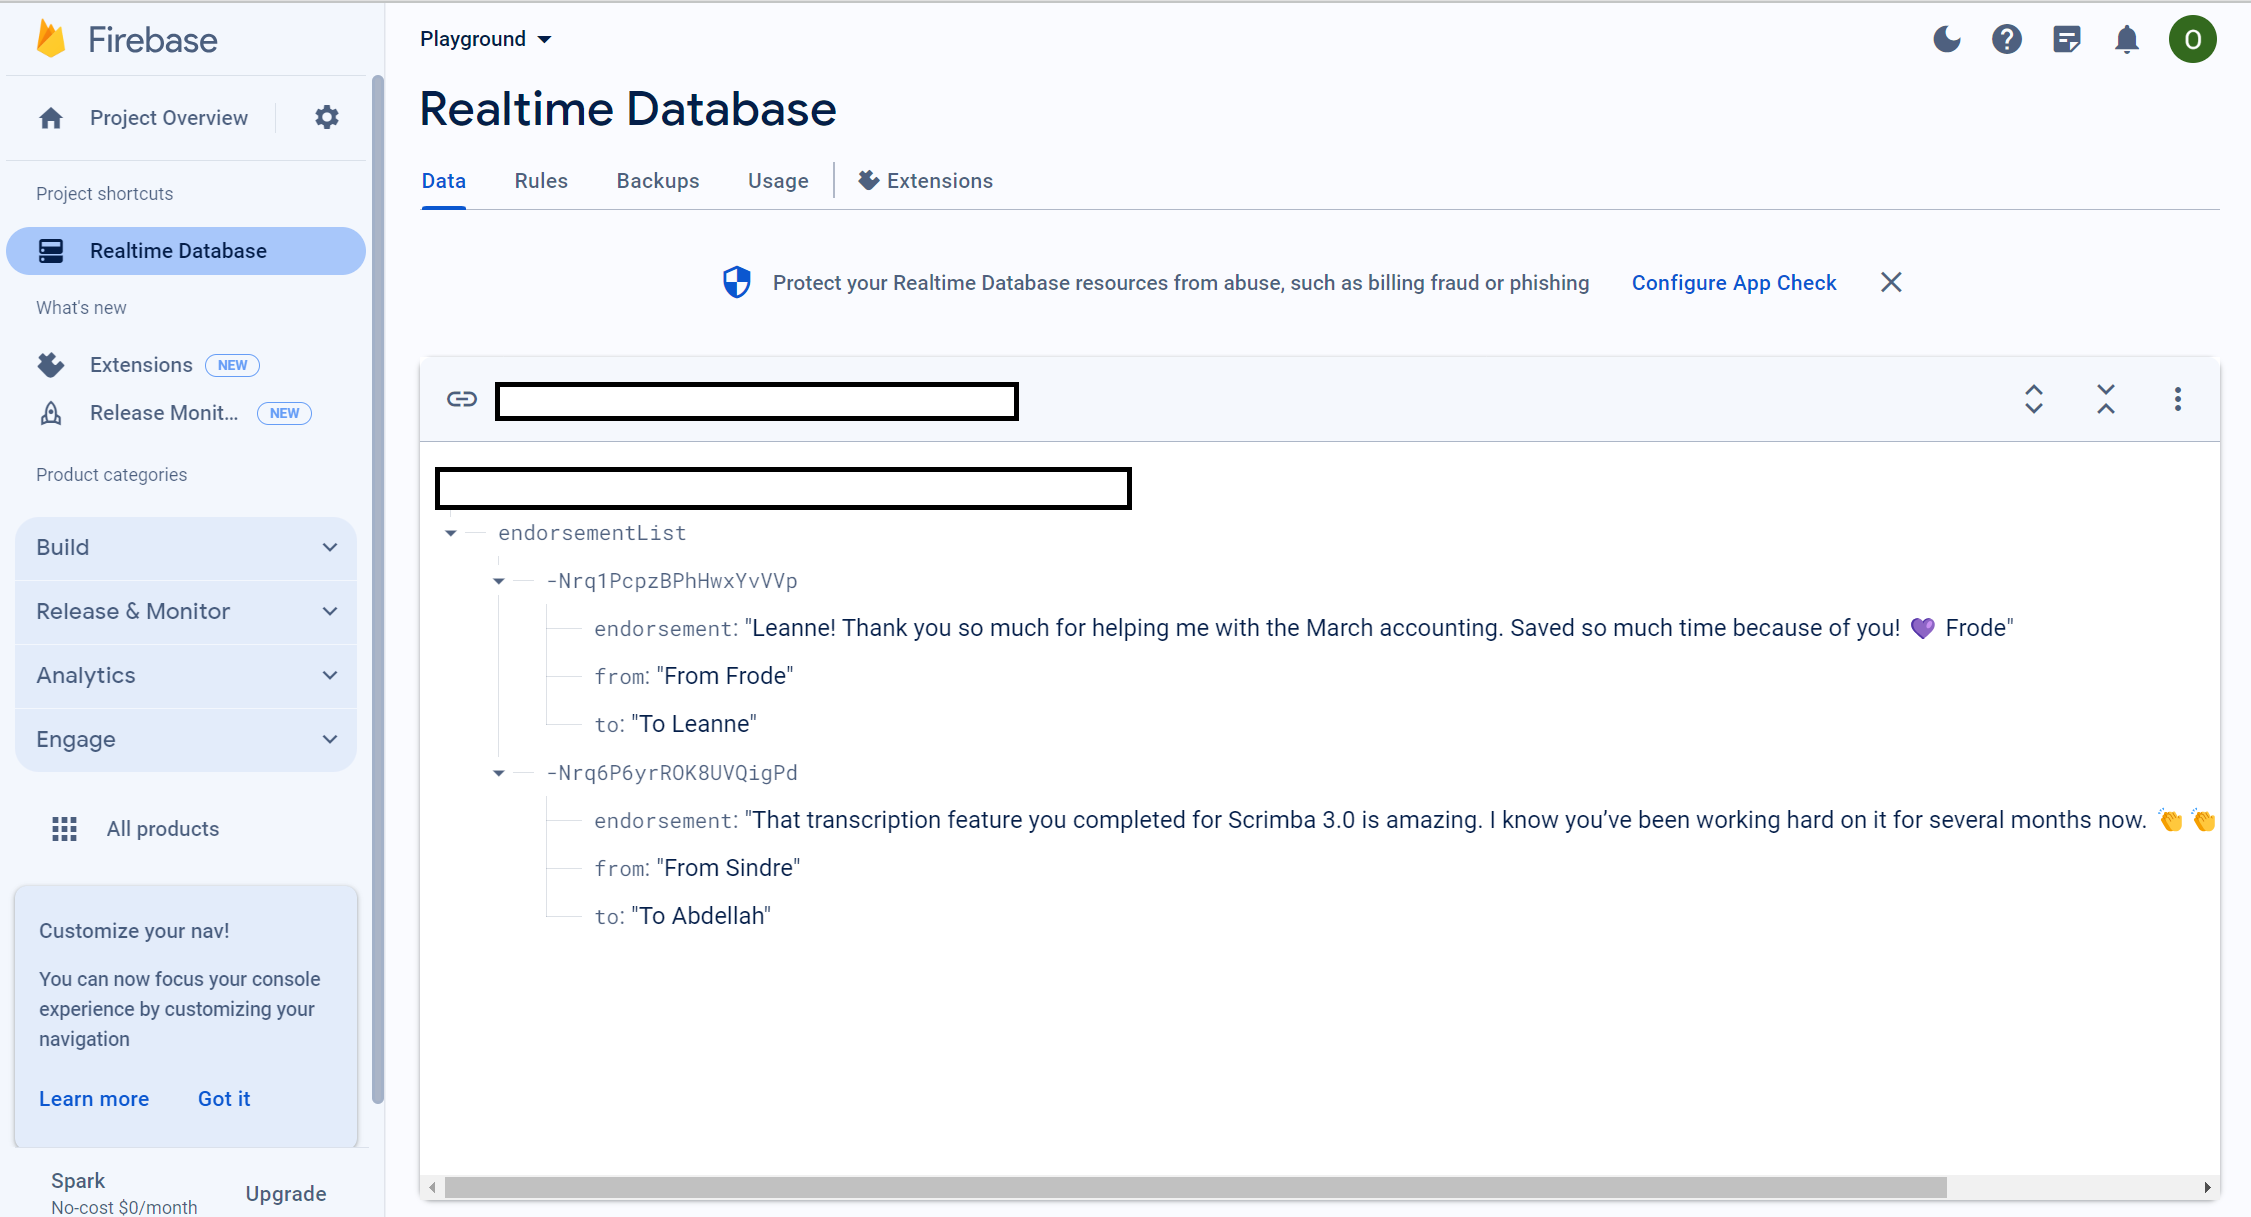 Firebase
Project Overview
Project shortcuts
Realtime Database
What's new
Extensions NEW
Release Monit... NEW
Product categories
Build
Release & Monitor
Analytics
Engage
All products
Customize your nav!
You can now focus your console
experience by customizing your
navigation
Learn more Got it
Spark
No-cost $0/month
Upgrade
Playground
O
Realtime Database
Data Rules Backups Usage Extensions
Protect your Realtime Database resources from abuse, such as billing fraud or phishing Configure App Check
endorsementList
-Nrq1PcpzBPhHwxYvVVp
endorsement: "Leanne! Thank you so much for helping me with the March accounting. Saved so much time because of you! 💜 Frode"
from: "From Frode"
to: "To Leanne"
-Nrq6P6yrROK8UVQigPd
endorsement: "That transcription feature you completed for Scrimba 3.0 is amazing. I know you’ve been working hard on it for several months now. 👏 👏
from: "From Sindre"
to: "To Abdellah"